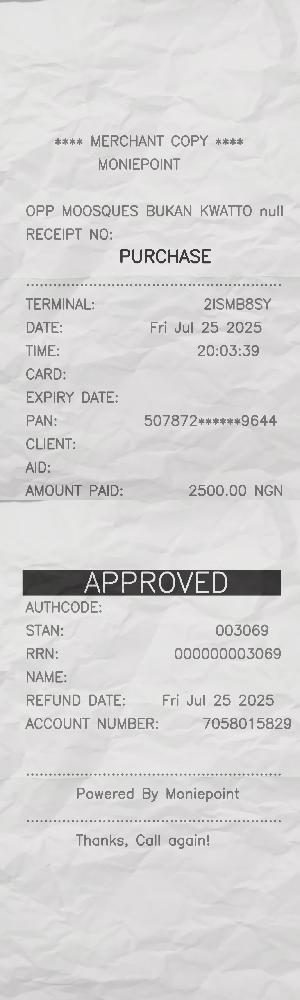 **** MERCHANT COPY ****
MONIEPOINT
OPP MOOSQUES BUKAN KWATTO null
RECEIPT NO:
PURCHASE
TERMINAL: 2ISMB8SY
DATE: Fri Jul 25 2025
TIME: 20:03:39
CARD:
EXPIRY DATE:
PAN: 507872******9644
CLIENT:
AID:
AMOUNT PAID: 2500.00 NGN
APPROVED
AUTHCODE:
STAN: 003069
RRN: 000000003069
NAME:
REFUND DATE: Fri Jul 25 2025
ACCOUNT NUMBER: 7058015829
Powered By Moniepoint
Thanks, Call again!